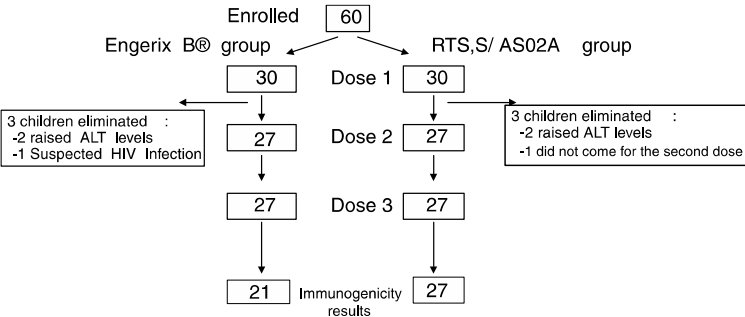 Enrolled 60
Engerix B® group RTS,S/ AS02A group
30 Dose 1 30
3 children eliminated :
-2 raised ALT levels
-1 Suspected HIV Infection
3 children eliminated :
-2 raised ALT levels
-1 did not come for the second dose
27 Dose 2 27
27 Dose 3 27
21 Immunogenicity 27
results